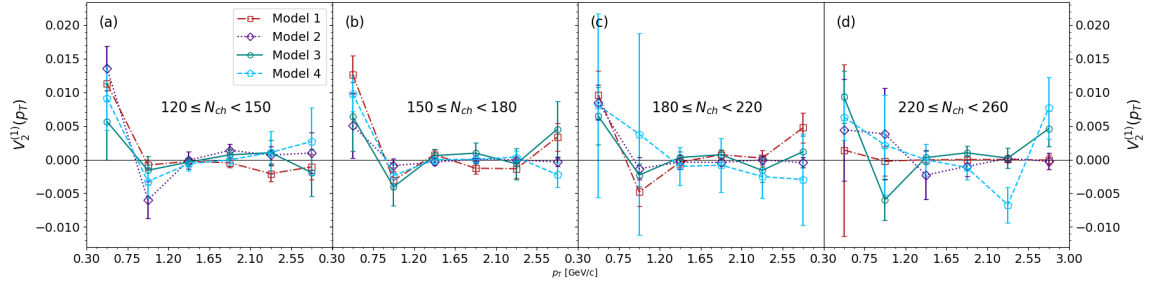 (a)
(b)
(c)
(d)
Model 1
Model 2
Model 3
Model 4
120 ≤ N_ch < 150
150 ≤ N_ch < 180
180 ≤ N_ch < 220
220 ≤ N_ch < 260
V_2^(1)(p_T)
0.020
0.015
0.010
0.005
0.000
−0.005
−0.010
0.020
0.015
0.010
0.005
0.000
−0.005
−0.010
V_2^(1)(p_T)
0.30 0.75 1.20 1.65 2.10 2.55 0.30 0.75 1.20 1.65 2.10 2.55 0.30 0.75 1.20 1.65 2.10 2.55 0.30 0.75 1.20 1.65 2.10 2.55 3.00
p_T [GeV/c]